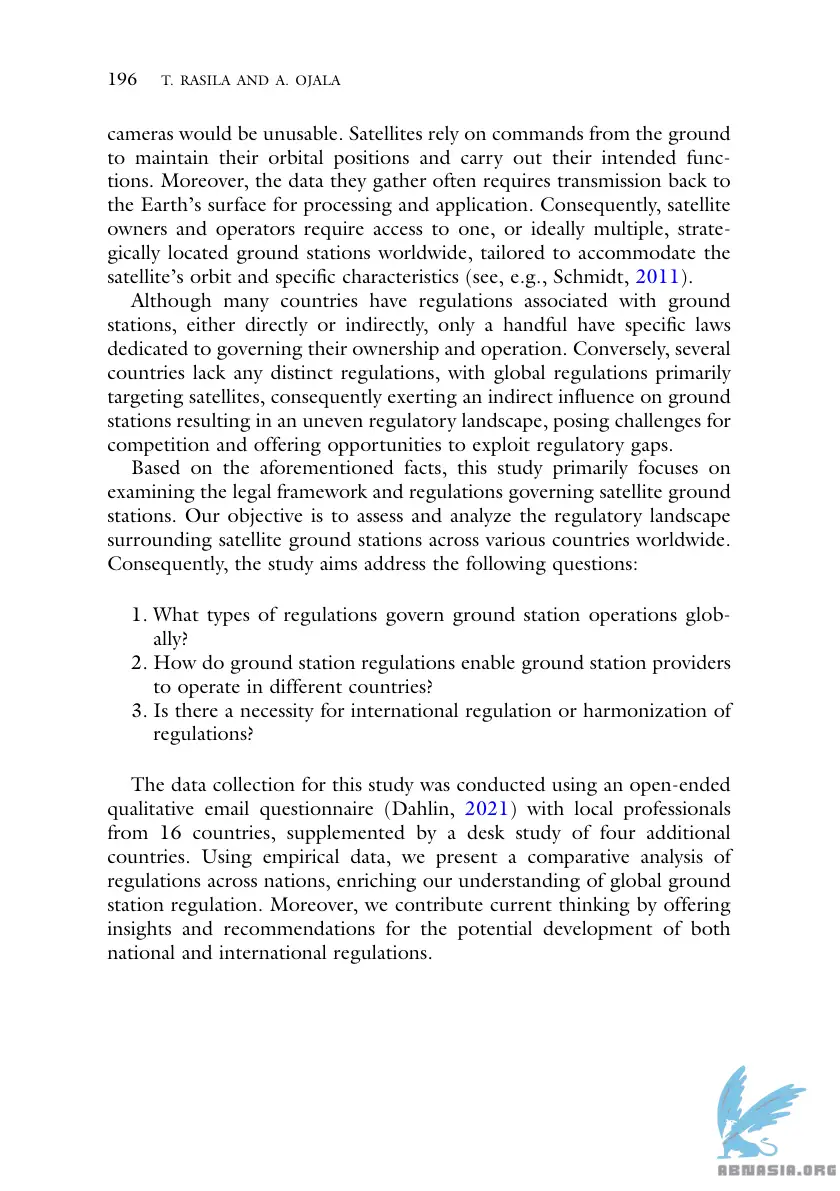 196 T. RASILA AND A. OJALA
cameras would be unusable. Satellites rely on commands from the ground
to maintain their orbital positions and carry out their intended func-
tions. Moreover, the data they gather often requires transmission back to
the Earth's surface for processing and application. Consequently, satellite
owners and operators require access to one, or ideally multiple, strate-
gically located ground stations worldwide, tailored to accommodate the
satellite's orbit and specific characteristics (see, e.g., Schmidt, 2011).
Although many countries have regulations associated with ground
stations, either directly or indirectly, only a handful have specific laws
dedicated to governing their ownership and operation. Conversely, several
countries lack any distinct regulations, with global regulations primarily
targeting satellites, consequently exerting an indirect influence on ground
stations resulting in an uneven regulatory landscape, posing challenges for
competition and offering opportunities to exploit regulatory gaps.
Based on the aforementioned facts, this study primarily focuses on
examining the legal framework and regulations governing satellite ground
stations. Our objective is to assess and analyze the regulatory landscape
surrounding satellite ground stations across various countries worldwide.
Consequently, the study aims address the following questions:
1. What types of regulations govern ground station operations glob-
ally?
2. How do ground station regulations enable ground station providers
to operate in different countries?
3. Is there a necessity for international regulation or harmonization of
regulations?
The data collection for this study was conducted using an open-ended
qualitative email questionnaire (Dahlin, 2021) with local professionals
from 16 countries, supplemented by a desk study of four additional
countries. Using empirical data, we present a comparative analysis of
regulations across nations, enriching our understanding of global ground
station regulation. Moreover, we contribute current thinking by offering
insights and recommendations for the potential development of both
national and international regulations.
ABNASIA.ORG